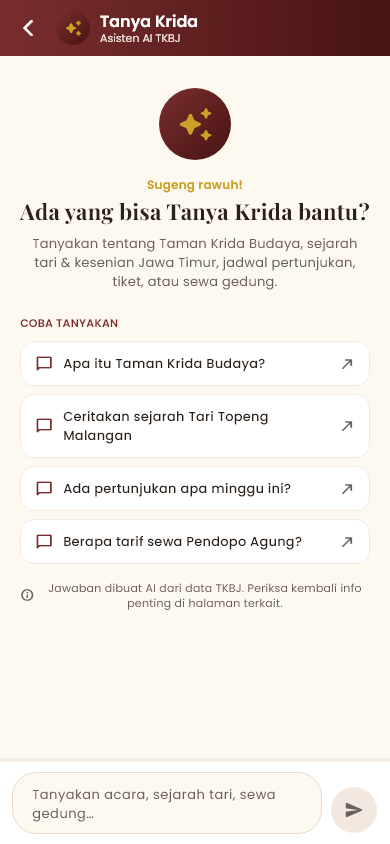 Tanya Krida
Asisten AI TKBJ
Sugeng rawuh!
Ada yang bisa Tanya Krida bantu?
Tanyakan tentang Taman Krida Budaya, sejarah
tari & kesenian Jawa Timur, jadwal pertunjukan,
tiket, atau sewa gedung.
COBA TANYAKAN
Apa itu Taman Krida Budaya?
Ceritakan sejarah Tari Topeng
Malangan
Ada pertunjukan apa minggu ini?
Berapa tarif sewa Pendopo Agung?
Jawaban dibuat AI dari data TKBJ. Periksa kembali info
penting di halaman terkait.
Tanyakan acara, sejarah tari, sewa
gedung…